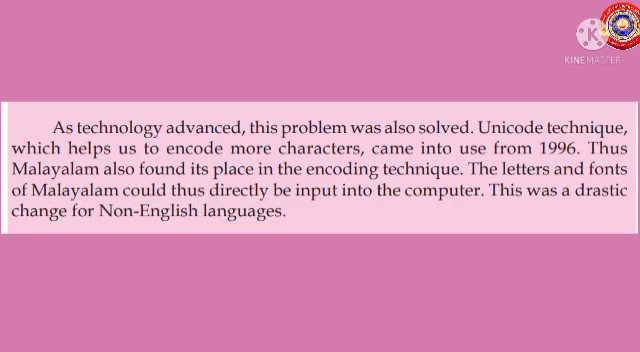 KINEMASTER
As technology advanced, this problem was also solved. Unicode technique,
which helps us to encode more characters, came into use from 1996. Thus
Malayalam also found its place in the encoding technique. The letters and fonts
of Malayalam could thus directly be input into the computer. This was a drastic
change for Non-English languages.